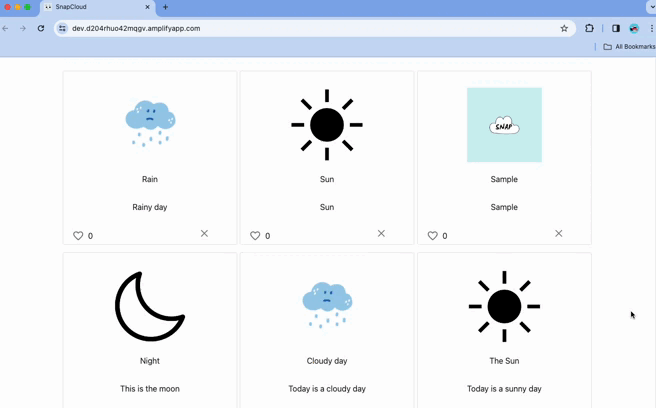 SnapCloud
dev.d204rhuo42mqgv.amplifyapp.com
All Bookmarks
SNAP
Rain
Sun
Sample
Rainy day
Sun
Sample
0
0
0
Night
Cloudy day
The Sun
This is the moon
Today is a cloudy day
Today is a sunny day